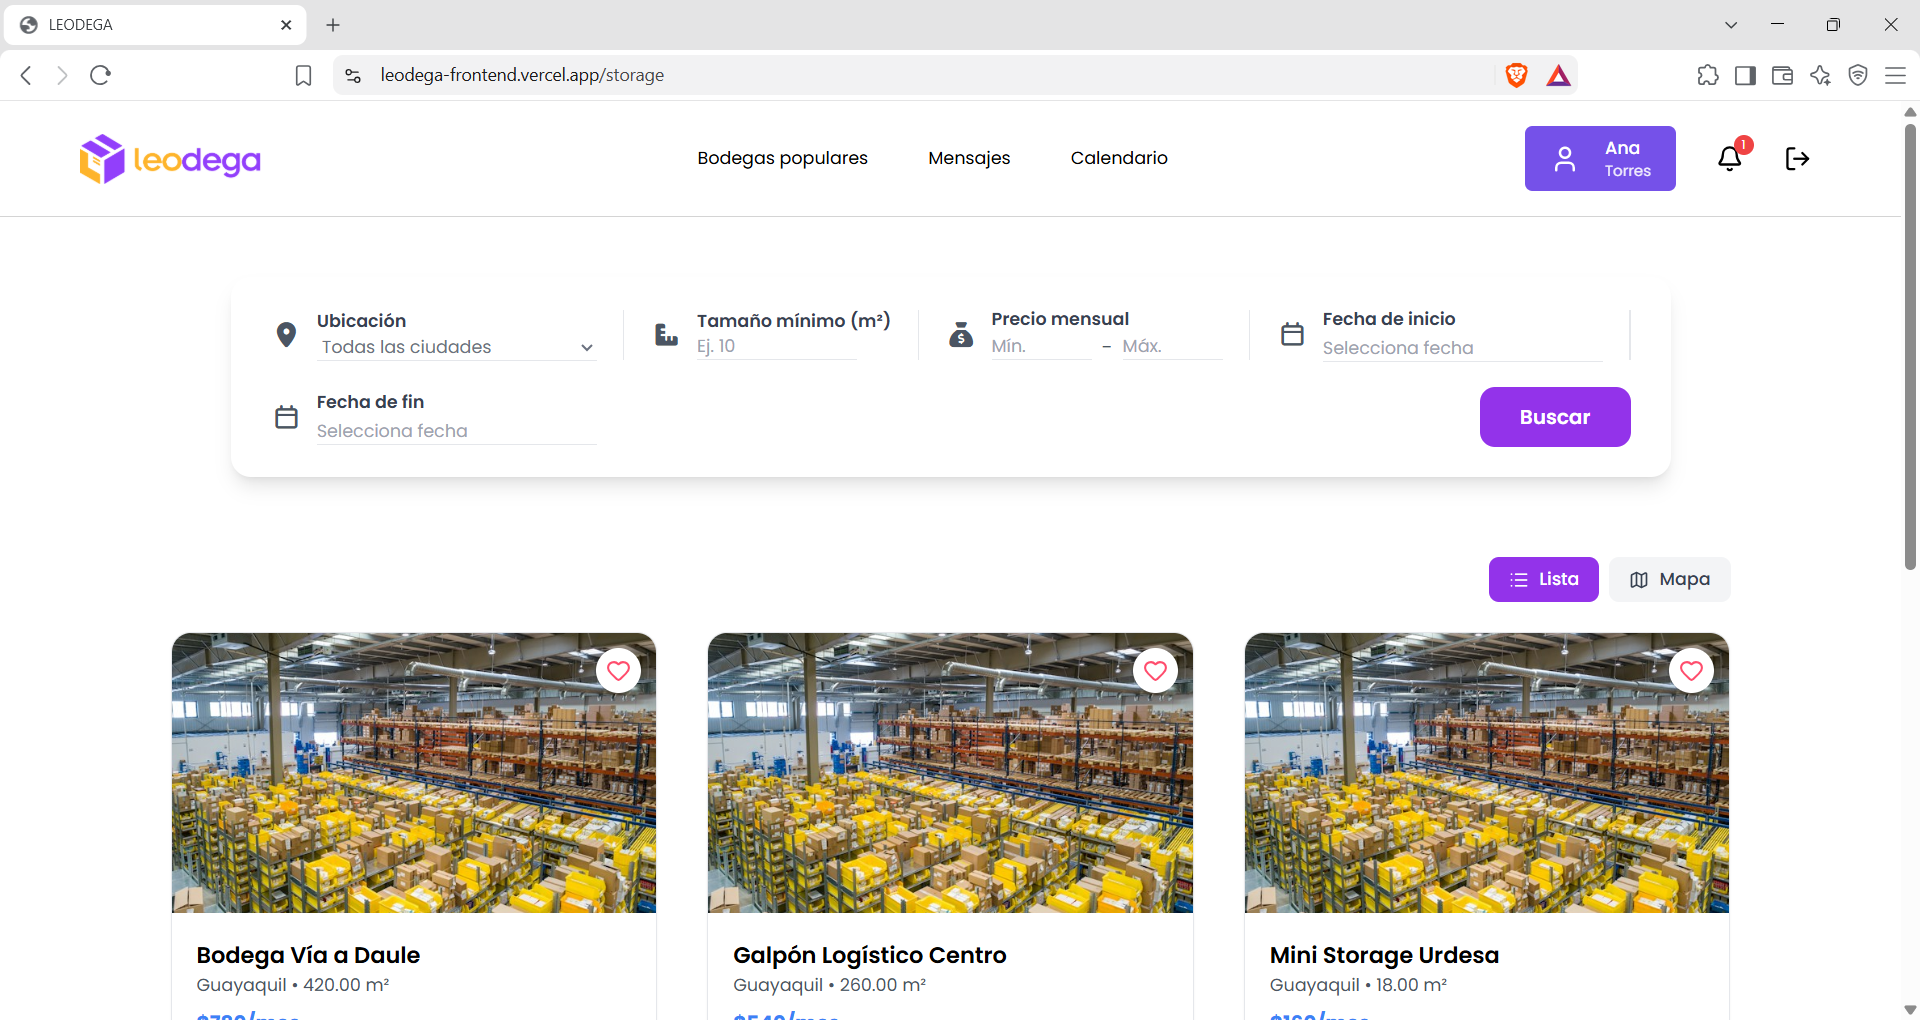 LEODEGA
leodega-frontend.vercel.app/storage
leodega
Bodegas populares
Mensajes
Calendario
Ana
Torres
1
Ubicación
Todas las ciudades
Tamaño mínimo (m²)
Ej. 10
Precio mensual
Mín.
–
Máx.
Fecha de inicio
Selecciona fecha
Fecha de fin
Selecciona fecha
Buscar
Lista
Mapa
Bodega Vía a Daule
Guayaquil • 420.00 m²
Galpón Logístico Centro
Guayaquil • 260.00 m²
Mini Storage Urdesa
Guayaquil • 18.00 m²